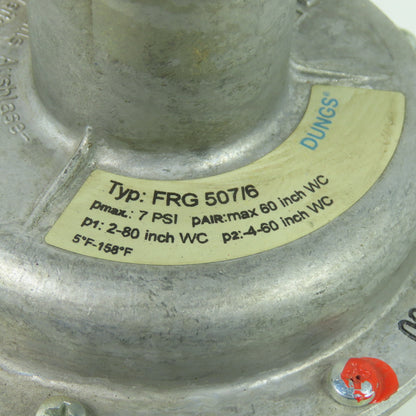 DUNGS®
Typ: FRG 507/6
pmax.: 7 PSI pAIR:max 60 inch WC
p1: 2-80 inch WC p2:-4-60 inch WC
5°F-158°F